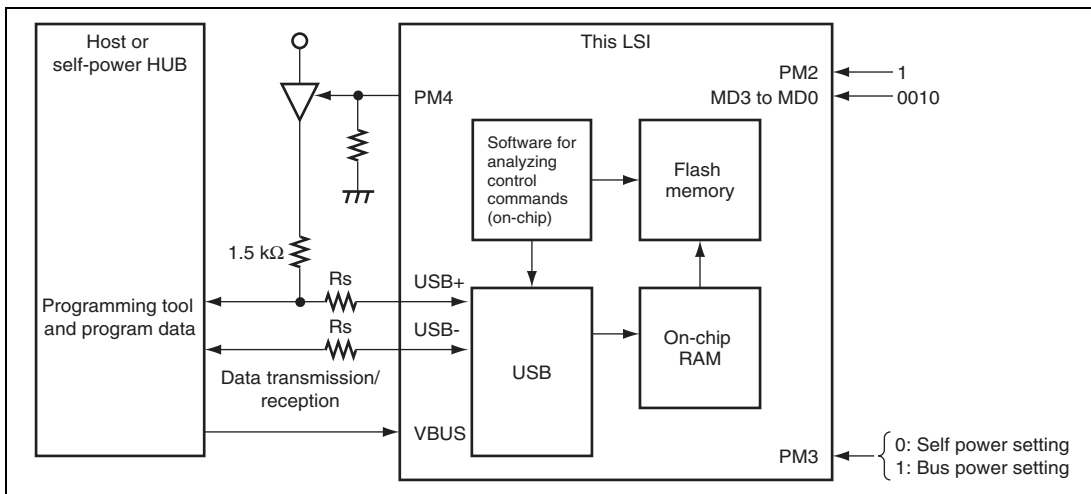 Host or
self-power HUB
This LSI
PM4
PM2
1
MD3 to MD0
0010
Software for
analyzing
control
commands
(on-chip)
Flash
memory
1.5 kΩ
Rs
USB+
Programming tool
and program data
Rs
USB-
USB
On-chip
RAM
Data transmission/
reception
VBUS
PM3
0: Self power setting
1: Bus power setting